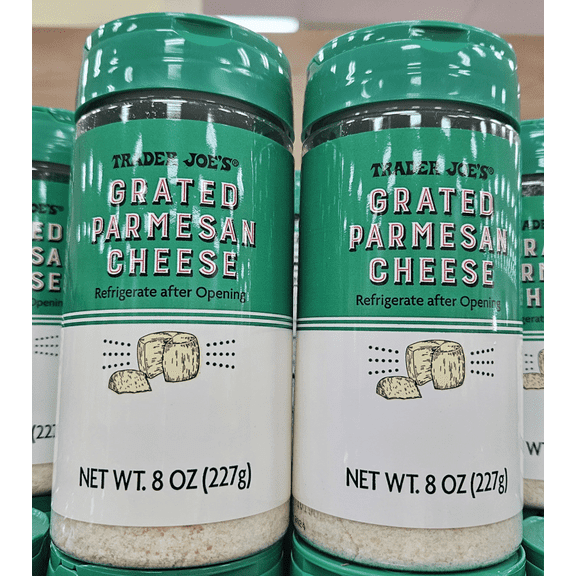 TRADER JOE'S®
GRATED
PARMESAN
CHEESE
Refrigerate after Opening
NET WT. 8 OZ (227g)
TRADER JOE'S®
GRATED
PARMESAN
CHEESE
Refrigerate after Opening
NET WT. 8 OZ (227g)